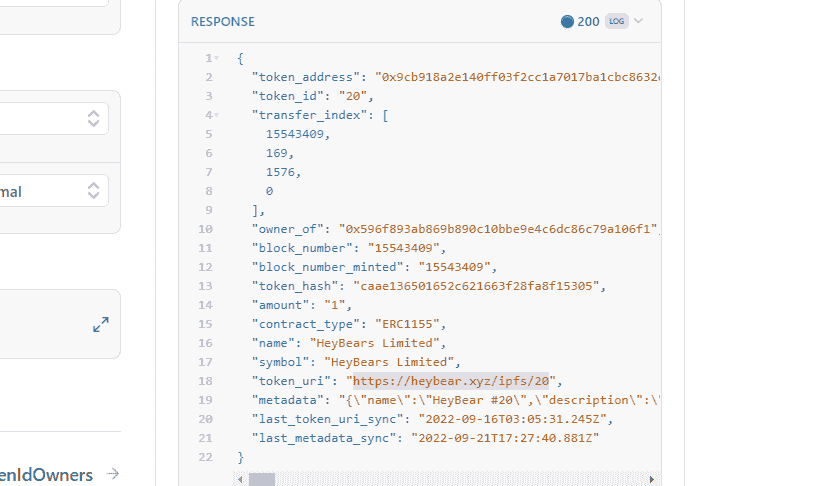 RESPONSE
200 LOG
1 {
2 "token_address": "0x9cb918a2e140ff03f2cc1a7017ba1cbc8632
3 "token_id": "20",
4 "transfer_index": [
5 15543409,
6 169,
7 1576,
8 0
9 ],
10 "owner_of": "0x596f893ab869b890c10bbe9e4c6dc86c79a106f1",
11 "block_number": "15543409",
12 "block_number_minted": "15543409",
13 "token_hash": "caae136501652c621663f28fa8f15305",
14 "amount": "1",
15 "contract_type": "ERC1155",
16 "name": "HeyBears Limited",
17 "symbol": "HeyBears Limited",
18 "token_uri": "https://heybear.xyz/ipfs/20",
mal
19 "metadata": "{\"name\":\"HeyBear #20\",\"description\":\
20 "last_token_uri_sync": "2022-09-16T03:05:31.245Z",
21 "last_metadata_sync": "2022-09-21T17:27:40.881Z"
22 }
enIdOwners